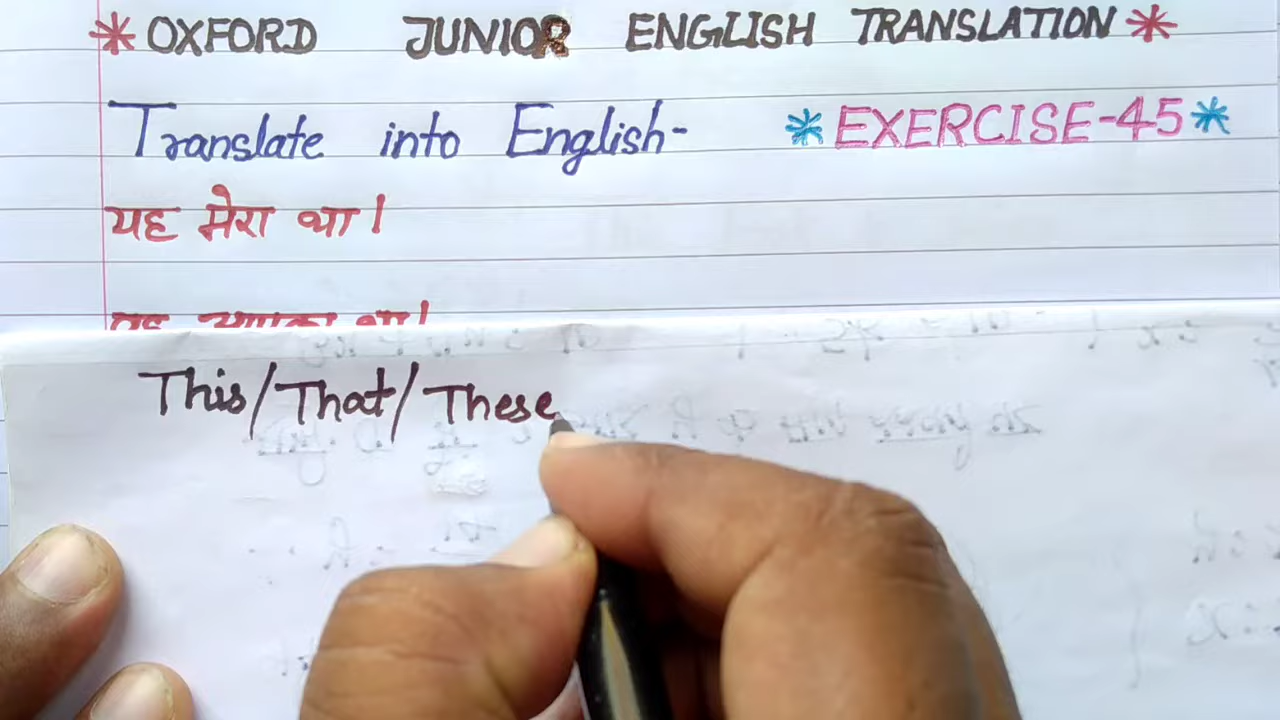 * OXFORD JUNIOR ENGLISH TRANSLATION *
Translate into English- * EXERCISE-45 *
यह मेरा था।
This/That/These